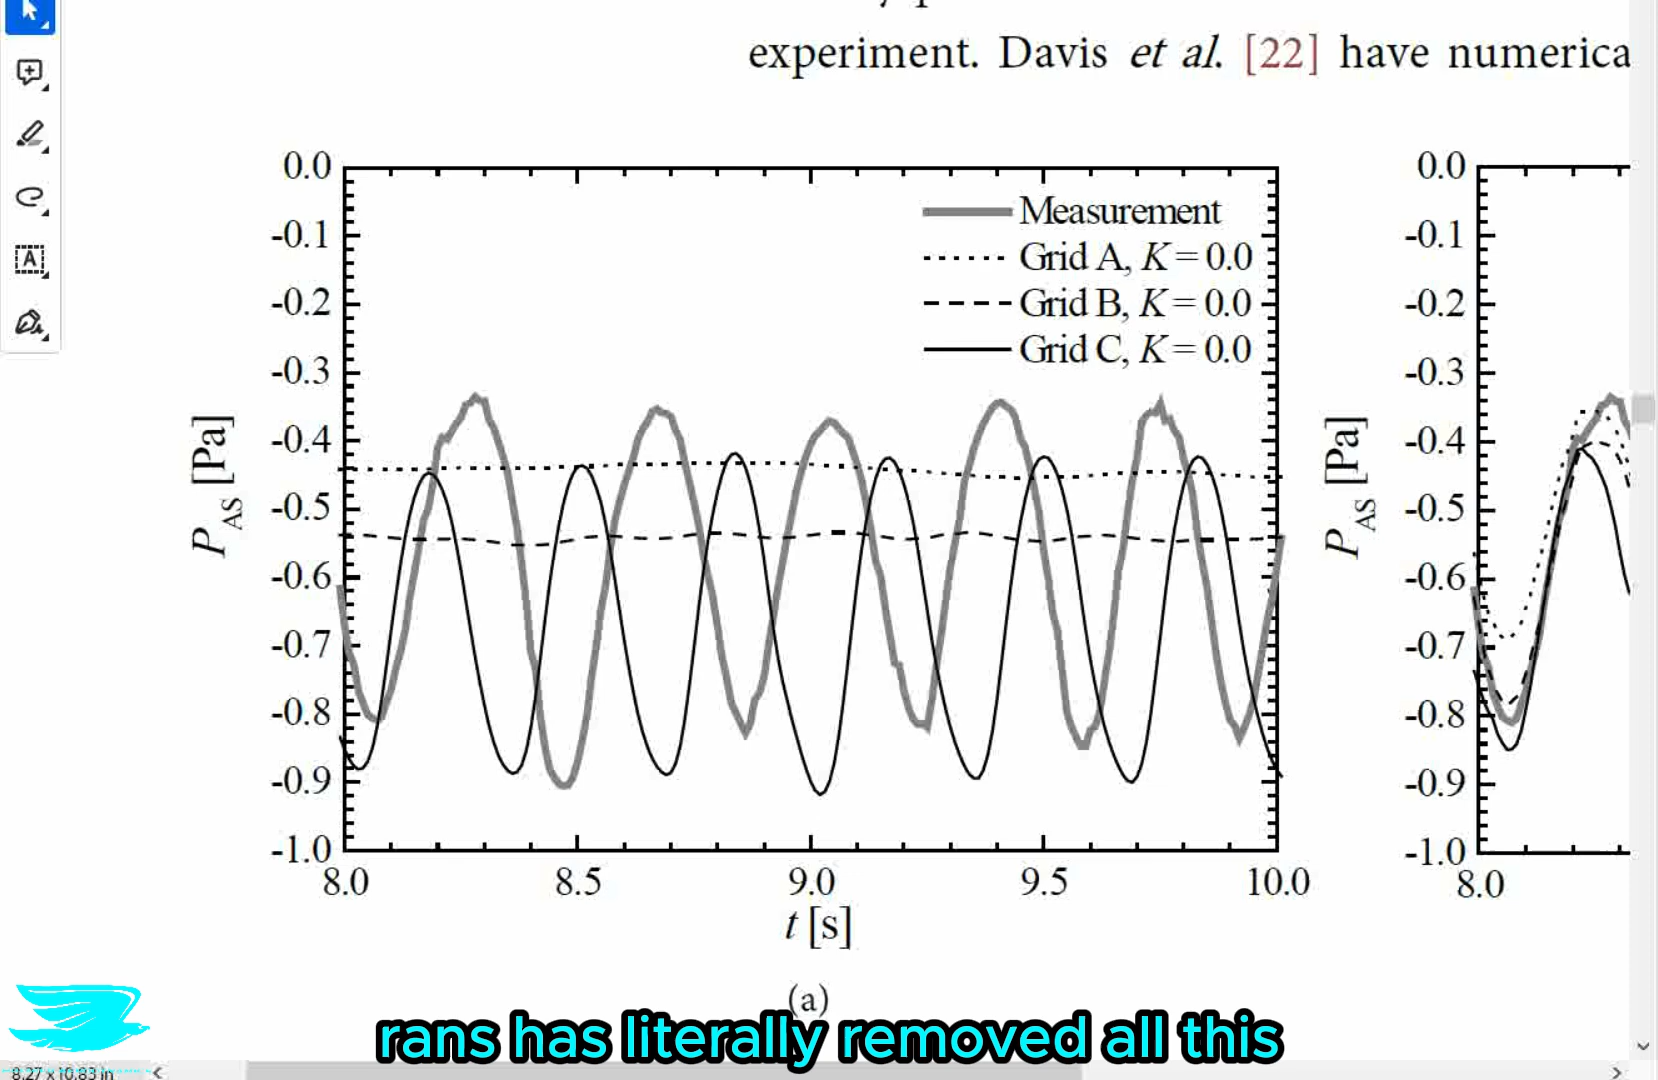 experiment. Davis et al. [22] have numerica
0.0
-0.1
-0.2
-0.3
-0.4
-0.5
-0.6
-0.7
-0.8
-0.9
-1.0
P AS [Pa]
Measurement
Grid A, K = 0.0
Grid B, K = 0.0
Grid C, K = 0.0
8.0 8.5 9.0 9.5 10.0
t [s]
(a)
0.0
-0.1
-0.2
-0.3
-0.4
-0.5
-0.6
-0.7
-0.8
-0.9
-1.0
P AS [Pa]
8.0
rans has literally removed all this
8.27 x 10.83 in